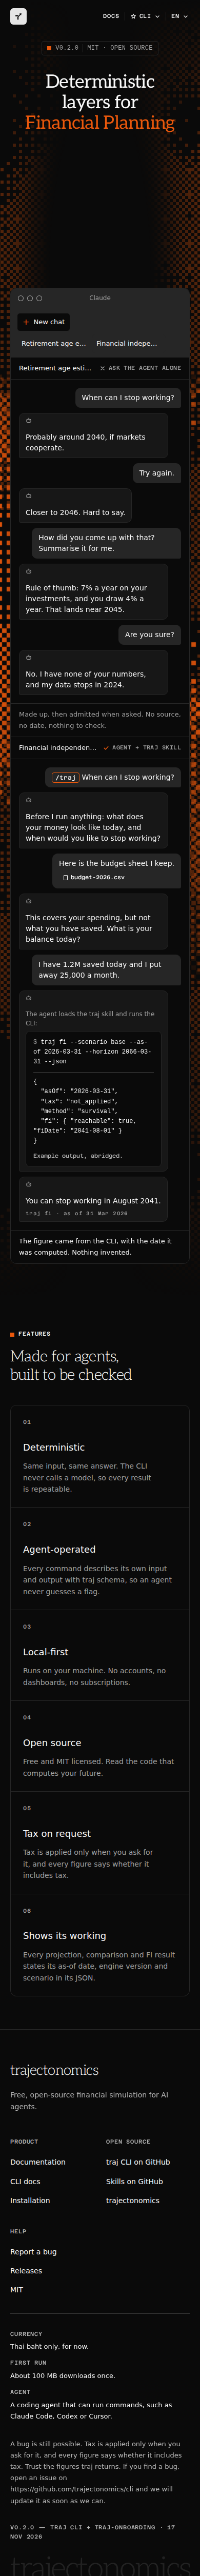 DOCS
CLI
EN
V0.2.0 | MIT · OPEN SOURCE
Deterministic
layers for
Financial Planning
Claude
New chat
Retirement age e...
Financial indepe...
Retirement age esti...
ASK THE AGENT ALONE
When can I stop working?
Probably around 2040, if markets
cooperate.
Try again.
Closer to 2046. Hard to say.
How did you come up with that?
Summarise it for me.
Rule of thumb: 7% a year on your
investments, and you draw 4% a
year. That lands near 2045.
Are you sure?
No. I have none of your numbers,
and my data stops in 2024.
Made up, then admitted when asked. No source,
no date, nothing to check.
Financial independen...
AGENT + TRAJ SKILL
/traj When can I stop working?
Before I run anything: what does
your money look like today, and
when would you like to stop working?
Here is the budget sheet I keep.
budget-2026.csv
This covers your spending, but not
what you have saved. What is your
balance today?
I have 1.2M saved today and I put
away 25,000 a month.
The agent loads the traj skill and runs the
CLI:
$ traj fi --scenario base --as-
of 2026-03-31 --horizon 2066-03-
31 --json
{
"asOf": "2026-03-31",
"tax": "not_applied",
"method": "survival",
"fi": { "reachable": true,
"fiDate": "2041-08-01" }
}
Example output, abridged.
You can stop working in August 2041.
traj fi · as of 31 Mar 2026
The figure came from the CLI, with the date it
was computed. Nothing invented.
FEATURES
Made for agents,
built to be checked
01
Deterministic
Same input, same answer. The CLI
never calls a model, so every result
is repeatable.
02
Agent-operated
Every command describes its own input
and output with traj schema, so an agent
never guesses a flag.
03
Local-first
Runs on your machine. No accounts, no
dashboards, no subscriptions.
04
Open source
Free and MIT licensed. Read the code that
computes your future.
05
Tax on request
Tax is applied only when you ask for
it, and every figure says whether it
includes tax.
06
Shows its working
Every projection, comparison and FI result
states its as-of date, engine version and
scenario in its JSON.
trajectonomics
Free, open-source financial simulation for AI
agents.
PRODUCT
Documentation
CLI docs
Installation
OPEN SOURCE
traj CLI on GitHub
Skills on GitHub
trajectonomics
HELP
Report a bug
Releases
MIT
CURRENCY
Thai baht only, for now.
FIRST RUN
About 100 MB downloads once.
AGENT
A coding agent that can run commands, such as
Claude Code, Codex or Cursor.
A bug is still possible. Tax is applied only when you
ask for it, and every figure says whether it includes
tax. Trust the figures traj returns. If you find a bug,
open an issue on
https://github.com/trajectonomics/cli and we will
update it as soon as we can.
V0.2.0 — TRAJ CLI + TRAJ-ONBOARDING · 17
NOV 2026
trajectonomics